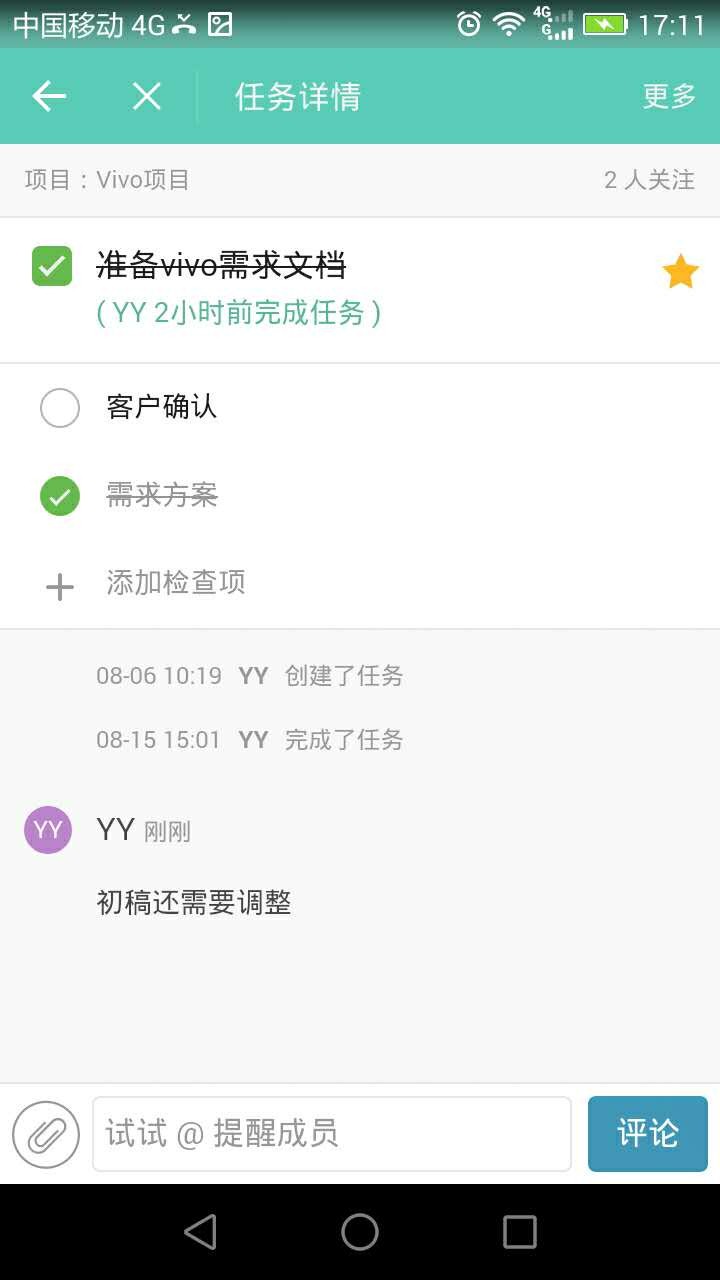 中国移动 4G 4G G 17:11
任务详情 更多
项目：Vivo项目 2 人关注
准备vivo需求文档
( YY 2小时前完成任务 )
客户确认
需求方案
添加检查项
08-06 10:19 YY 创建了任务
08-15 15:01 YY 完成了任务
YY YY 刚刚
初稿还需要调整
试试 @ 提醒成员 评论